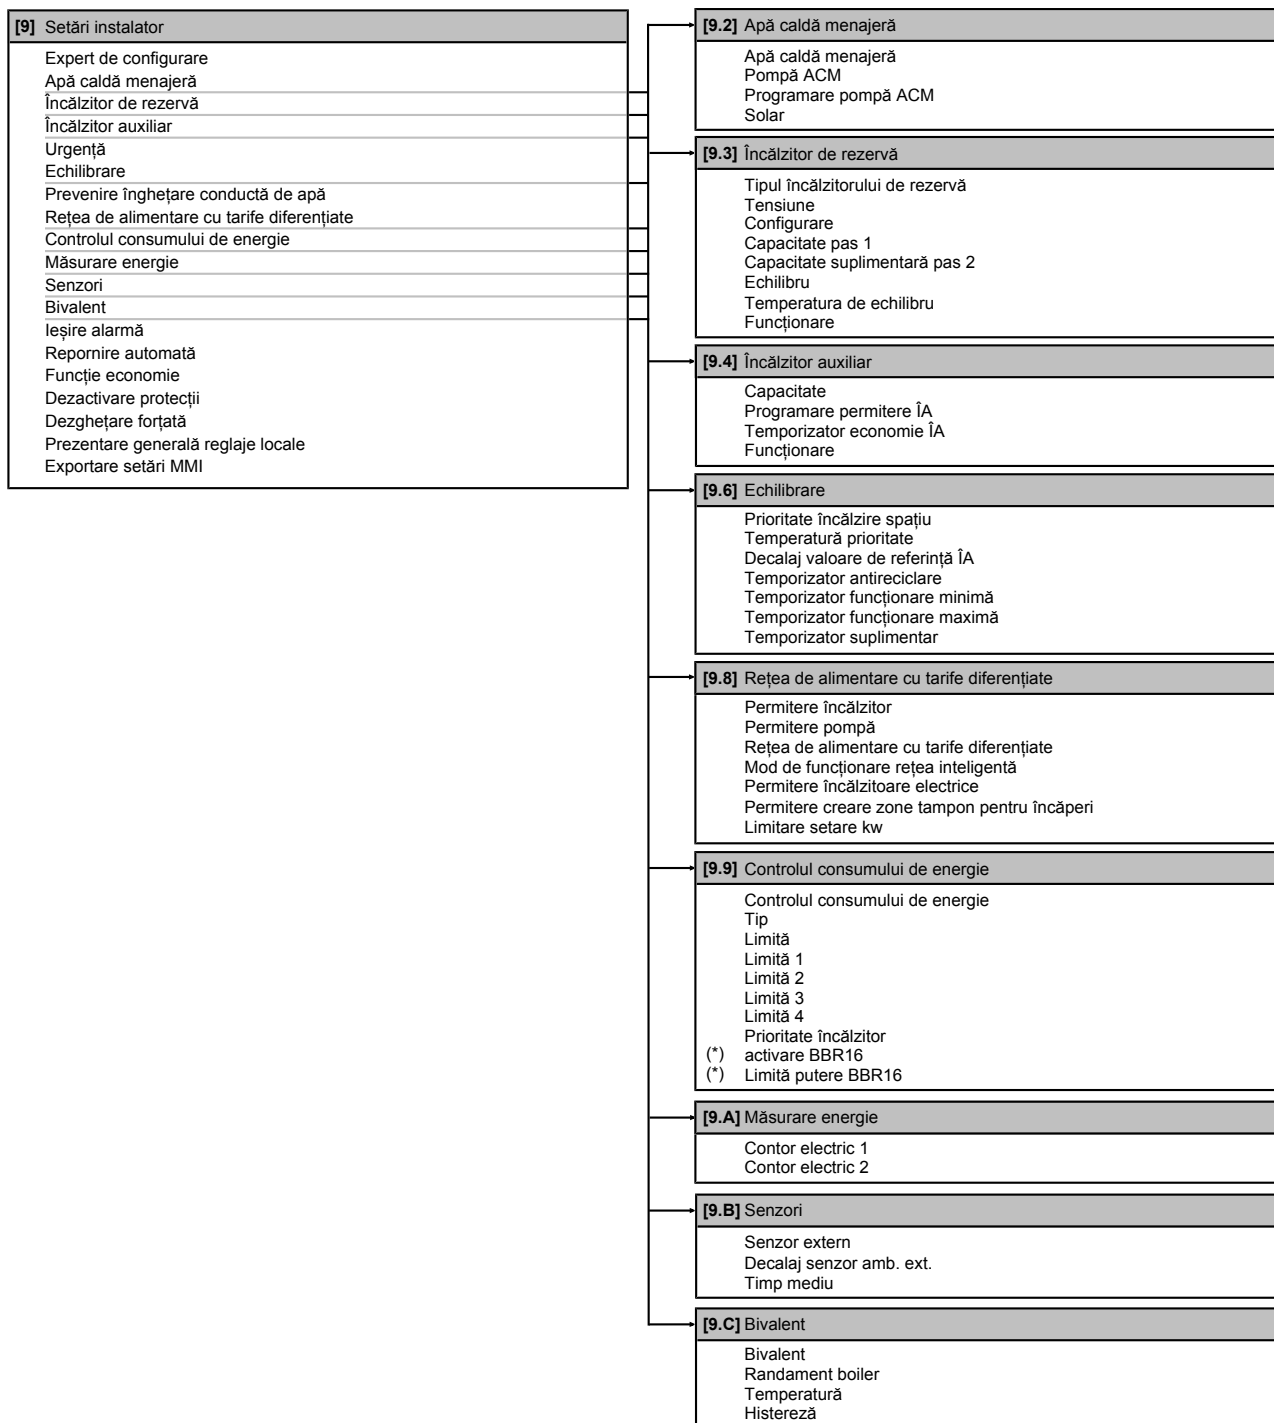 [9] Setări instalator
Expert de configurare
Apă caldă menajeră
Încălzitor de rezervă
Încălzitor auxiliar
Urgență
Echilibrare
Prevenire înghețare conductă de apă
Rețea de alimentare cu tarife diferențiate
Controlul consumului de energie
Măsurare energie
Senzori
Bivalent
Ieșire alarmă
Repornire automată
Funcție economie
Dezactivare protecții
Dezghețare forțată
Prezentare generală reglaje locale
Exportare setări MMI
[9.2] Apă caldă menajeră
Apă caldă menajeră
Pompă ACM
Programare pompă ACM
Solar
[9.3] Încălzitor de rezervă
Tipul încălzitorului de rezervă
Tensiune
Configurare
Capacitate pas 1
Capacitate suplimentară pas 2
Echilibru
Temperatura de echilibru
Funcționare
[9.4] Încălzitor auxiliar
Capacitate
Programare permitere ÎA
Temporizator economie ÎA
Funcționare
[9.6] Echilibrare
Prioritate încălzire spațiu
Temperatură prioritate
Decalaj valoare de referință ÎA
Temporizator antireciclare
Temporizator funcționare minimă
Temporizator funcționare maximă
Temporizator suplimentar
[9.8] Rețea de alimentare cu tarife diferențiate
Permitere încălzitor
Permitere pompă
Rețea de alimentare cu tarife diferențiate
Mod de funcționare rețea inteligentă
Permitere încălzitoare electrice
Permitere creare zone tampon pentru încăperi
Limitare setare kw
[9.9] Controlul consumului de energie
Controlul consumului de energie
Tip
Limită
Limită 1
Limită 2
Limită 3
Limită 4
Prioritate încălzitor
(*) activare BBR16
(*) Limită putere BBR16
[9.A] Măsurare energie
Contor electric 1
Contor electric 2
[9.B] Senzori
Senzor extern
Decalaj senzor amb. ext.
Timp mediu
[9.C] Bivalent
Bivalent
Randament boiler
Temperatură
Histereză